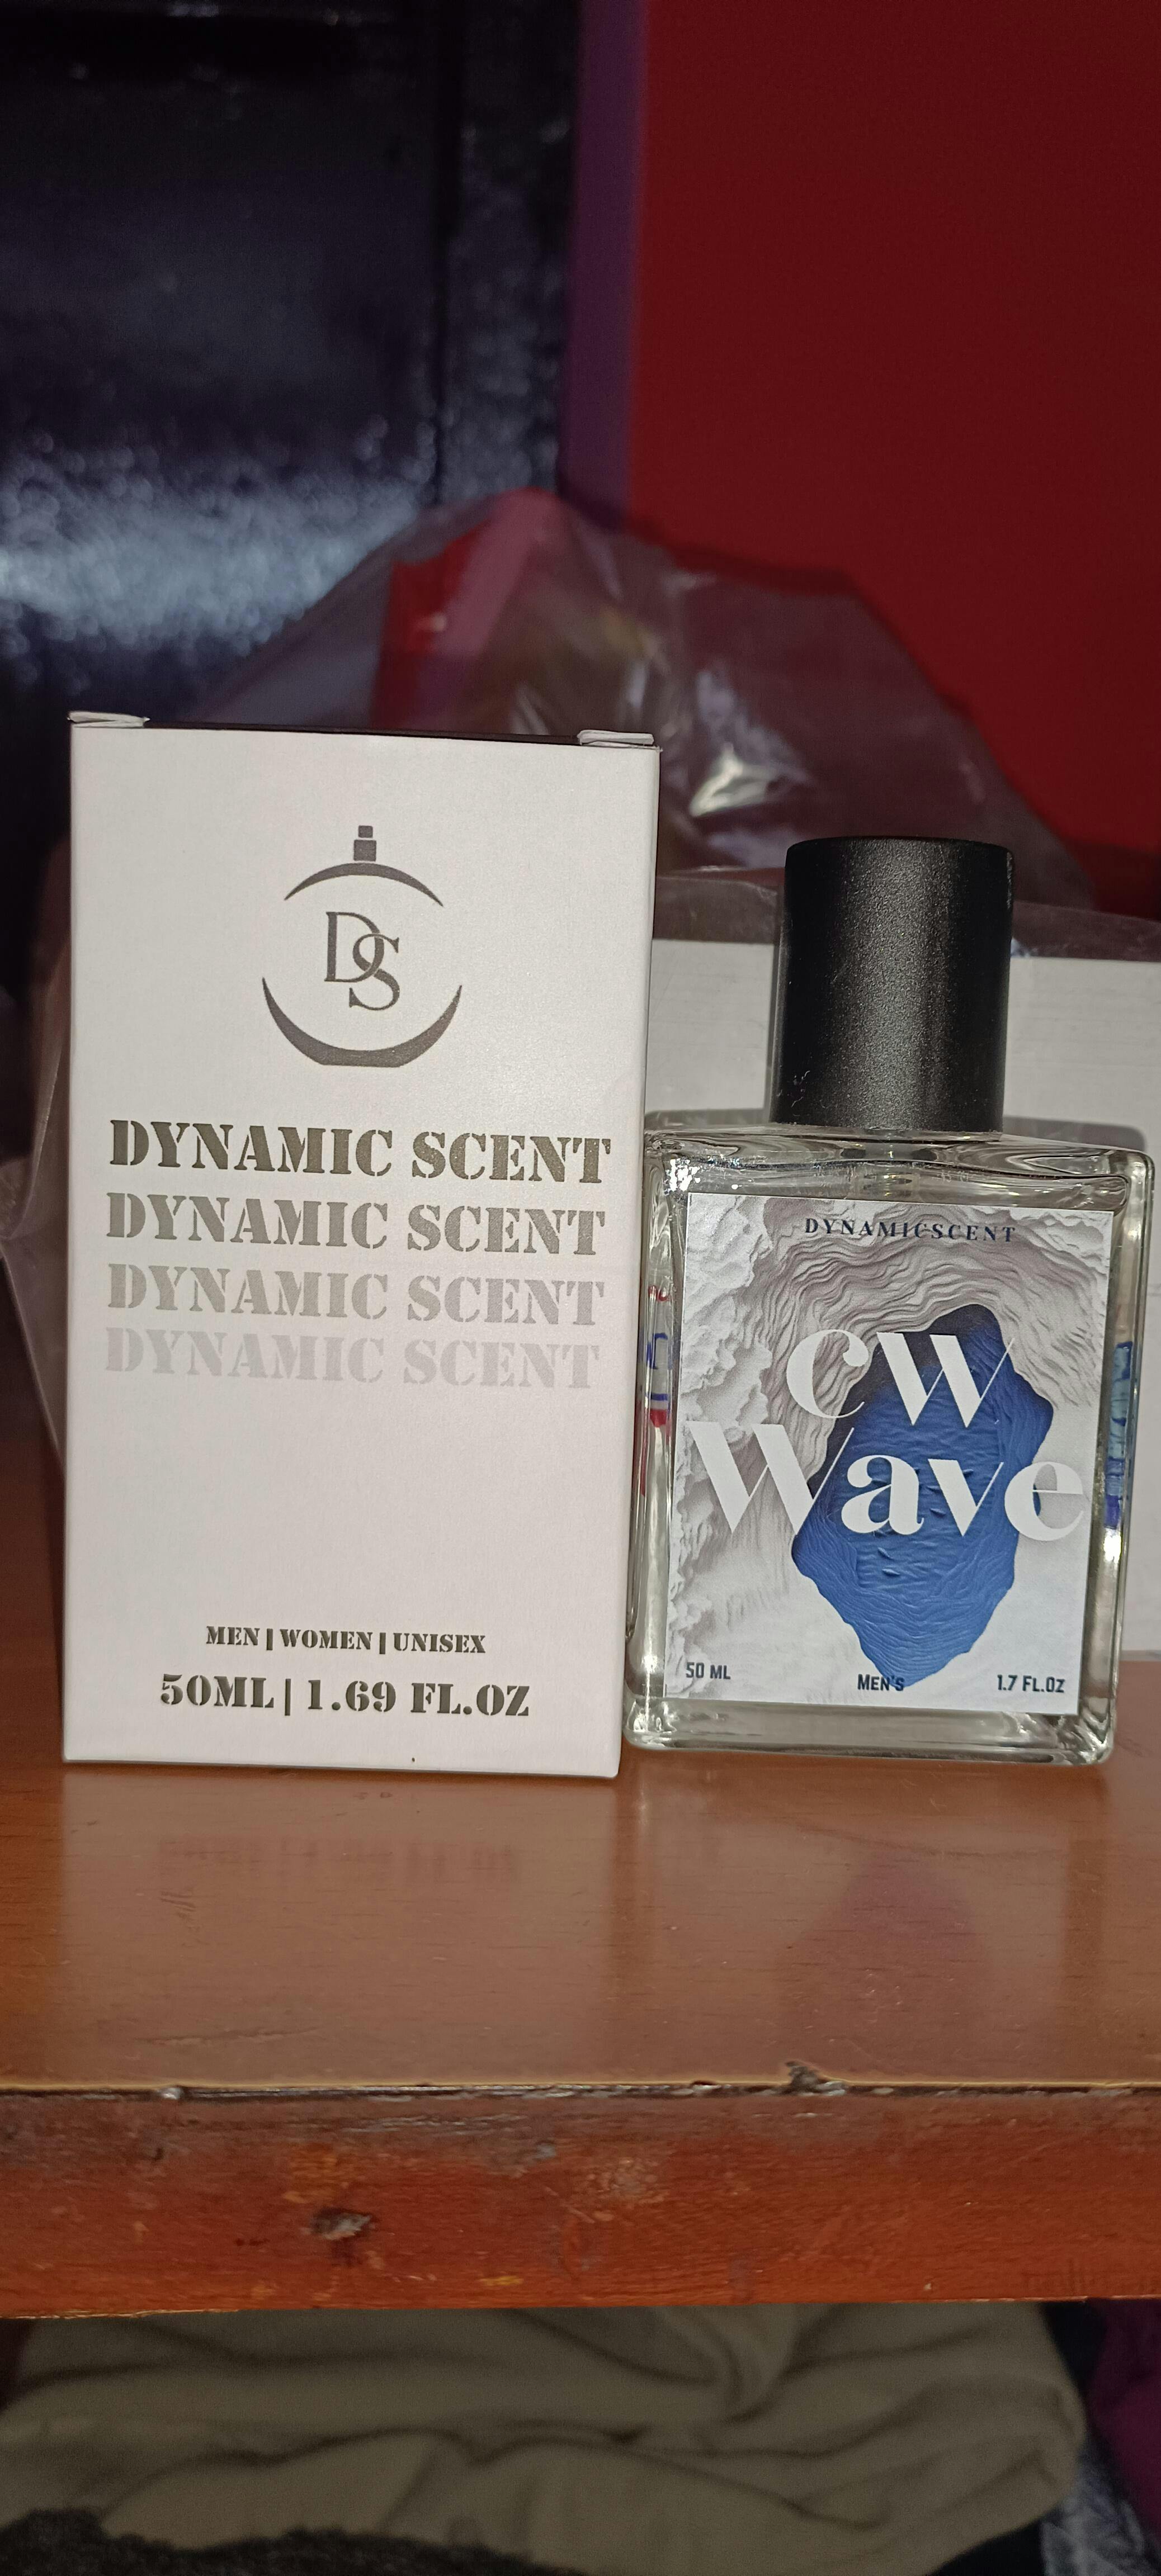 DS
DYNAMIC SCENT
DYNAMIC SCENT
DYNAMIC SCENT
DYNAMIC SCENT
MEN | WOMEN | UNISEX
50ML | 1.69 FL.OZ
DYNAMICSCENT
cw
Wave
50 ML
MEN'S
1.7 FL.OZ